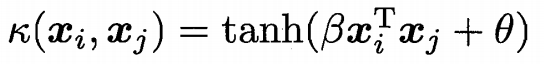 κ(𝒙ᵢ, 𝒙ⱼ) = tanh(β𝒙ᵢᵀ𝒙ⱼ + θ)